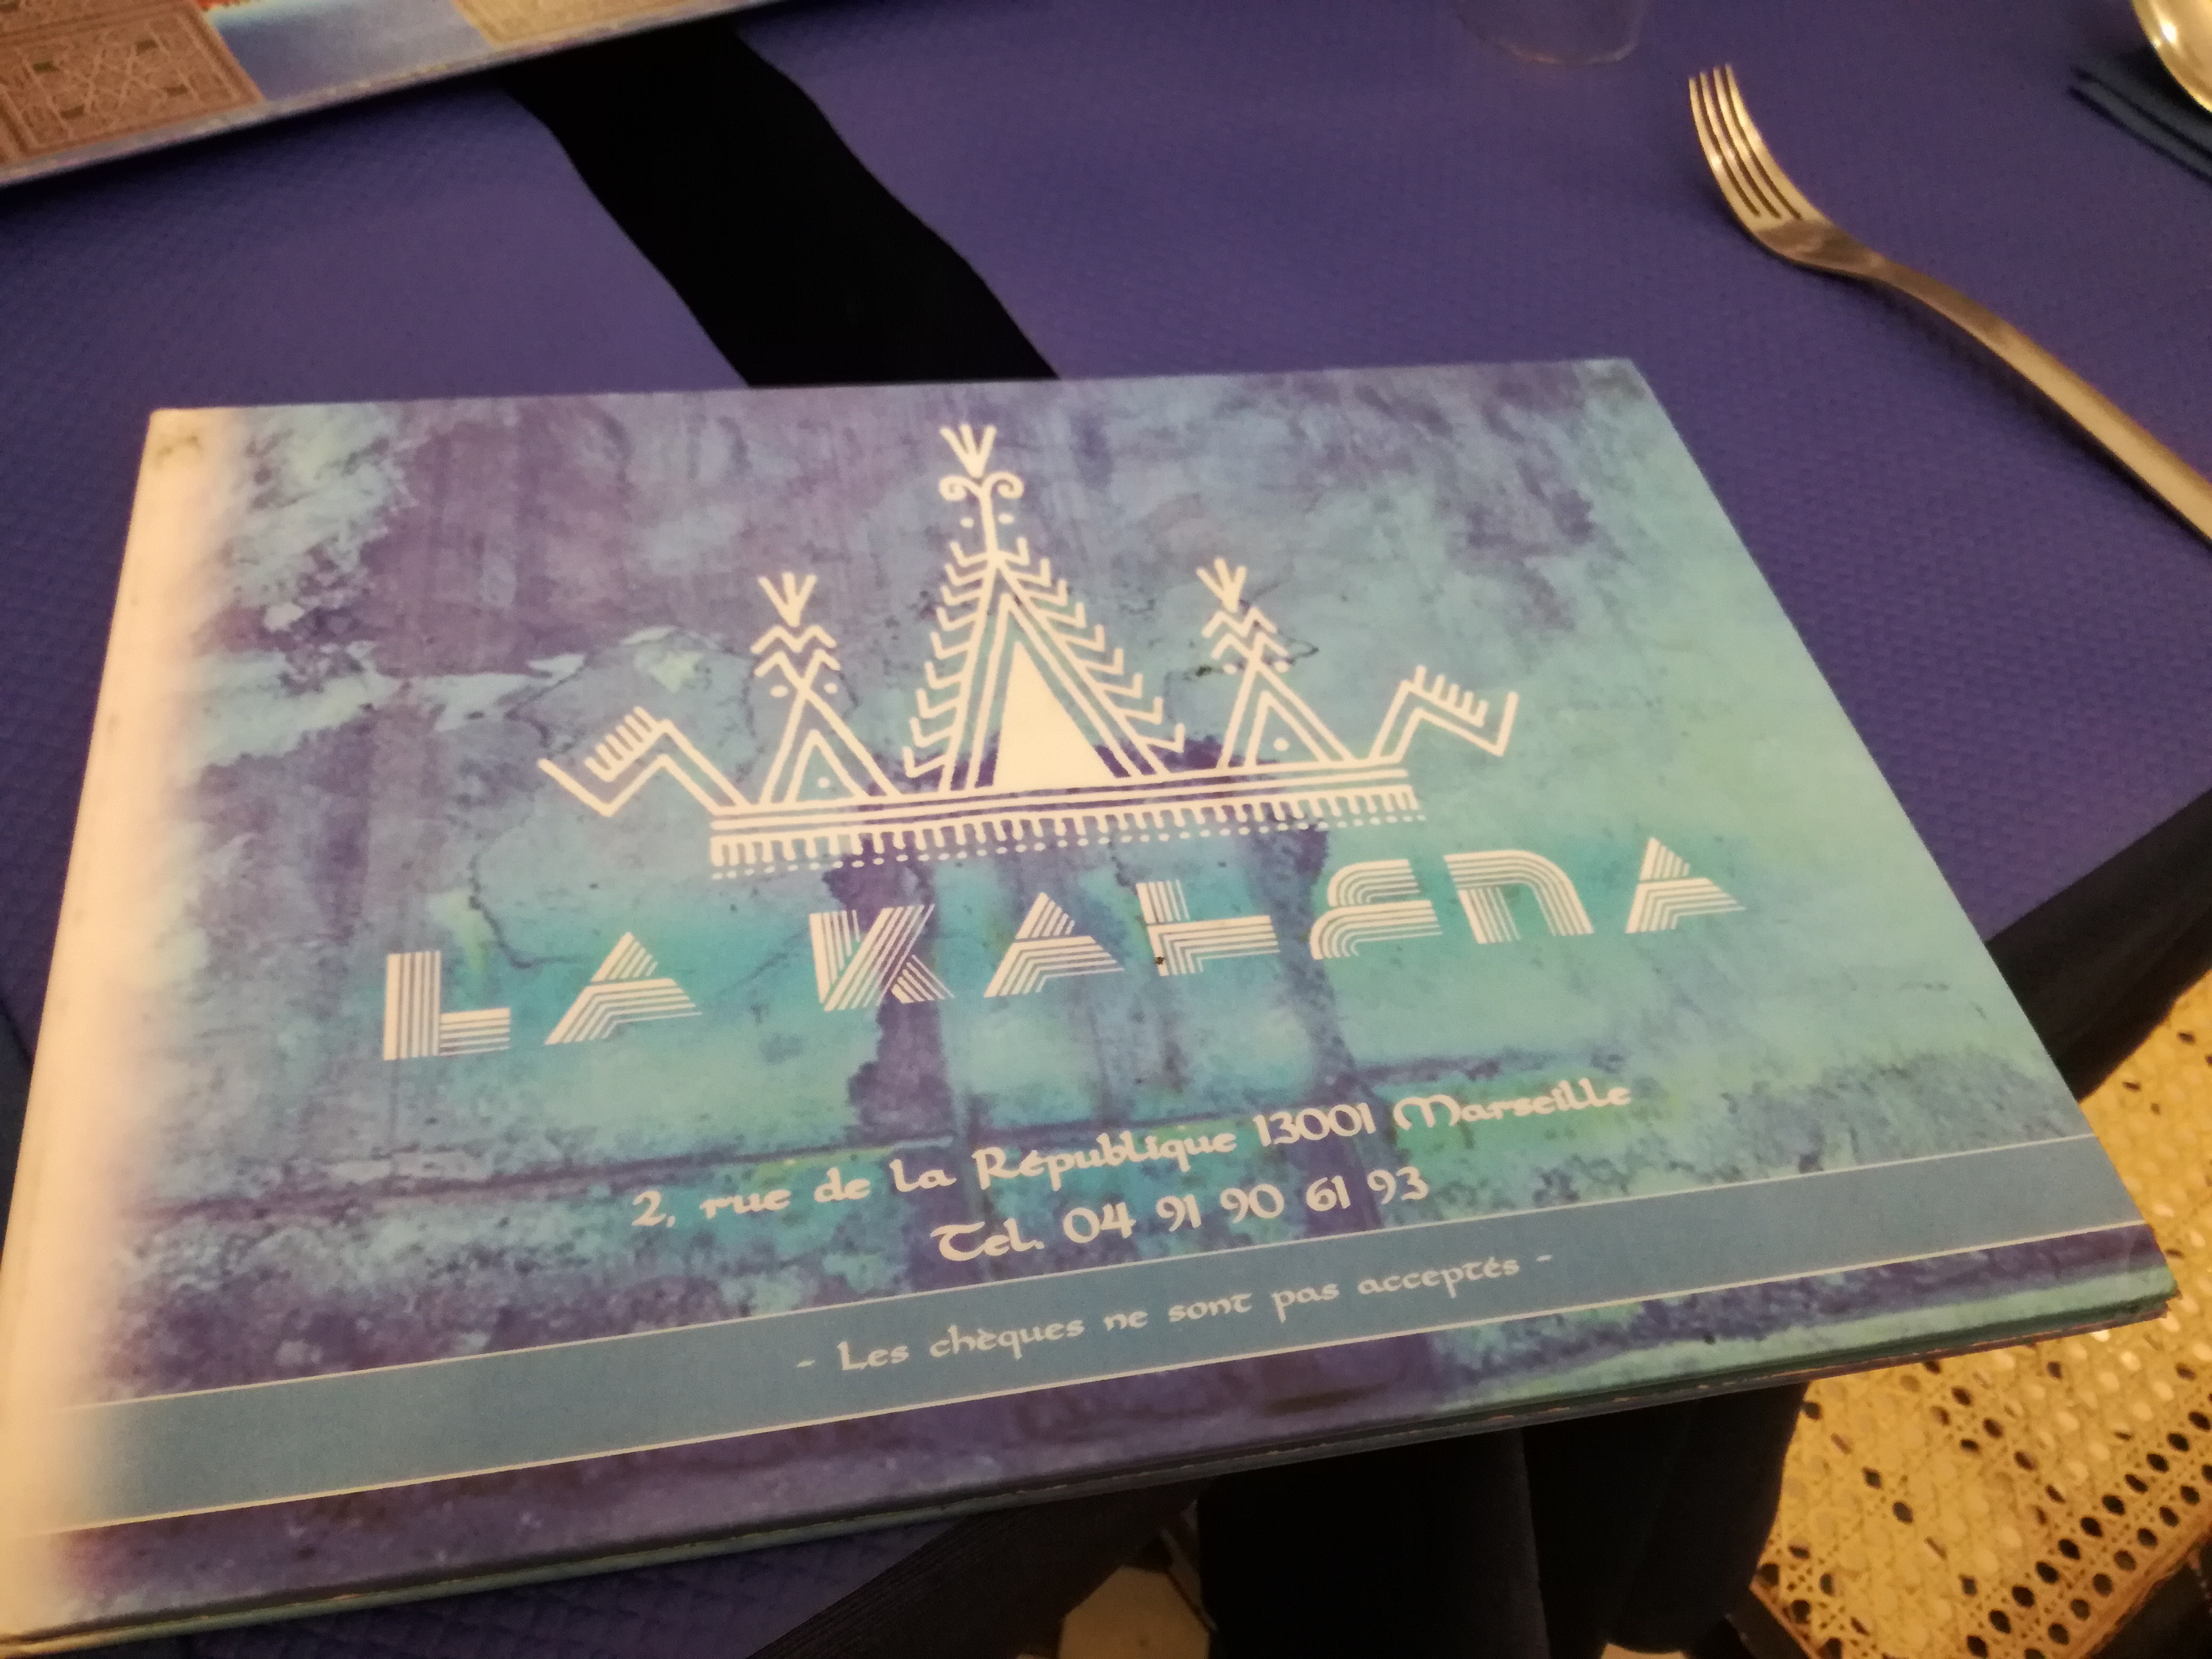 LA KAHENA
2, rue de la République 13001 Marseille
Tel. 04 91 90 61 93
- Les chèques ne sont pas acceptés -